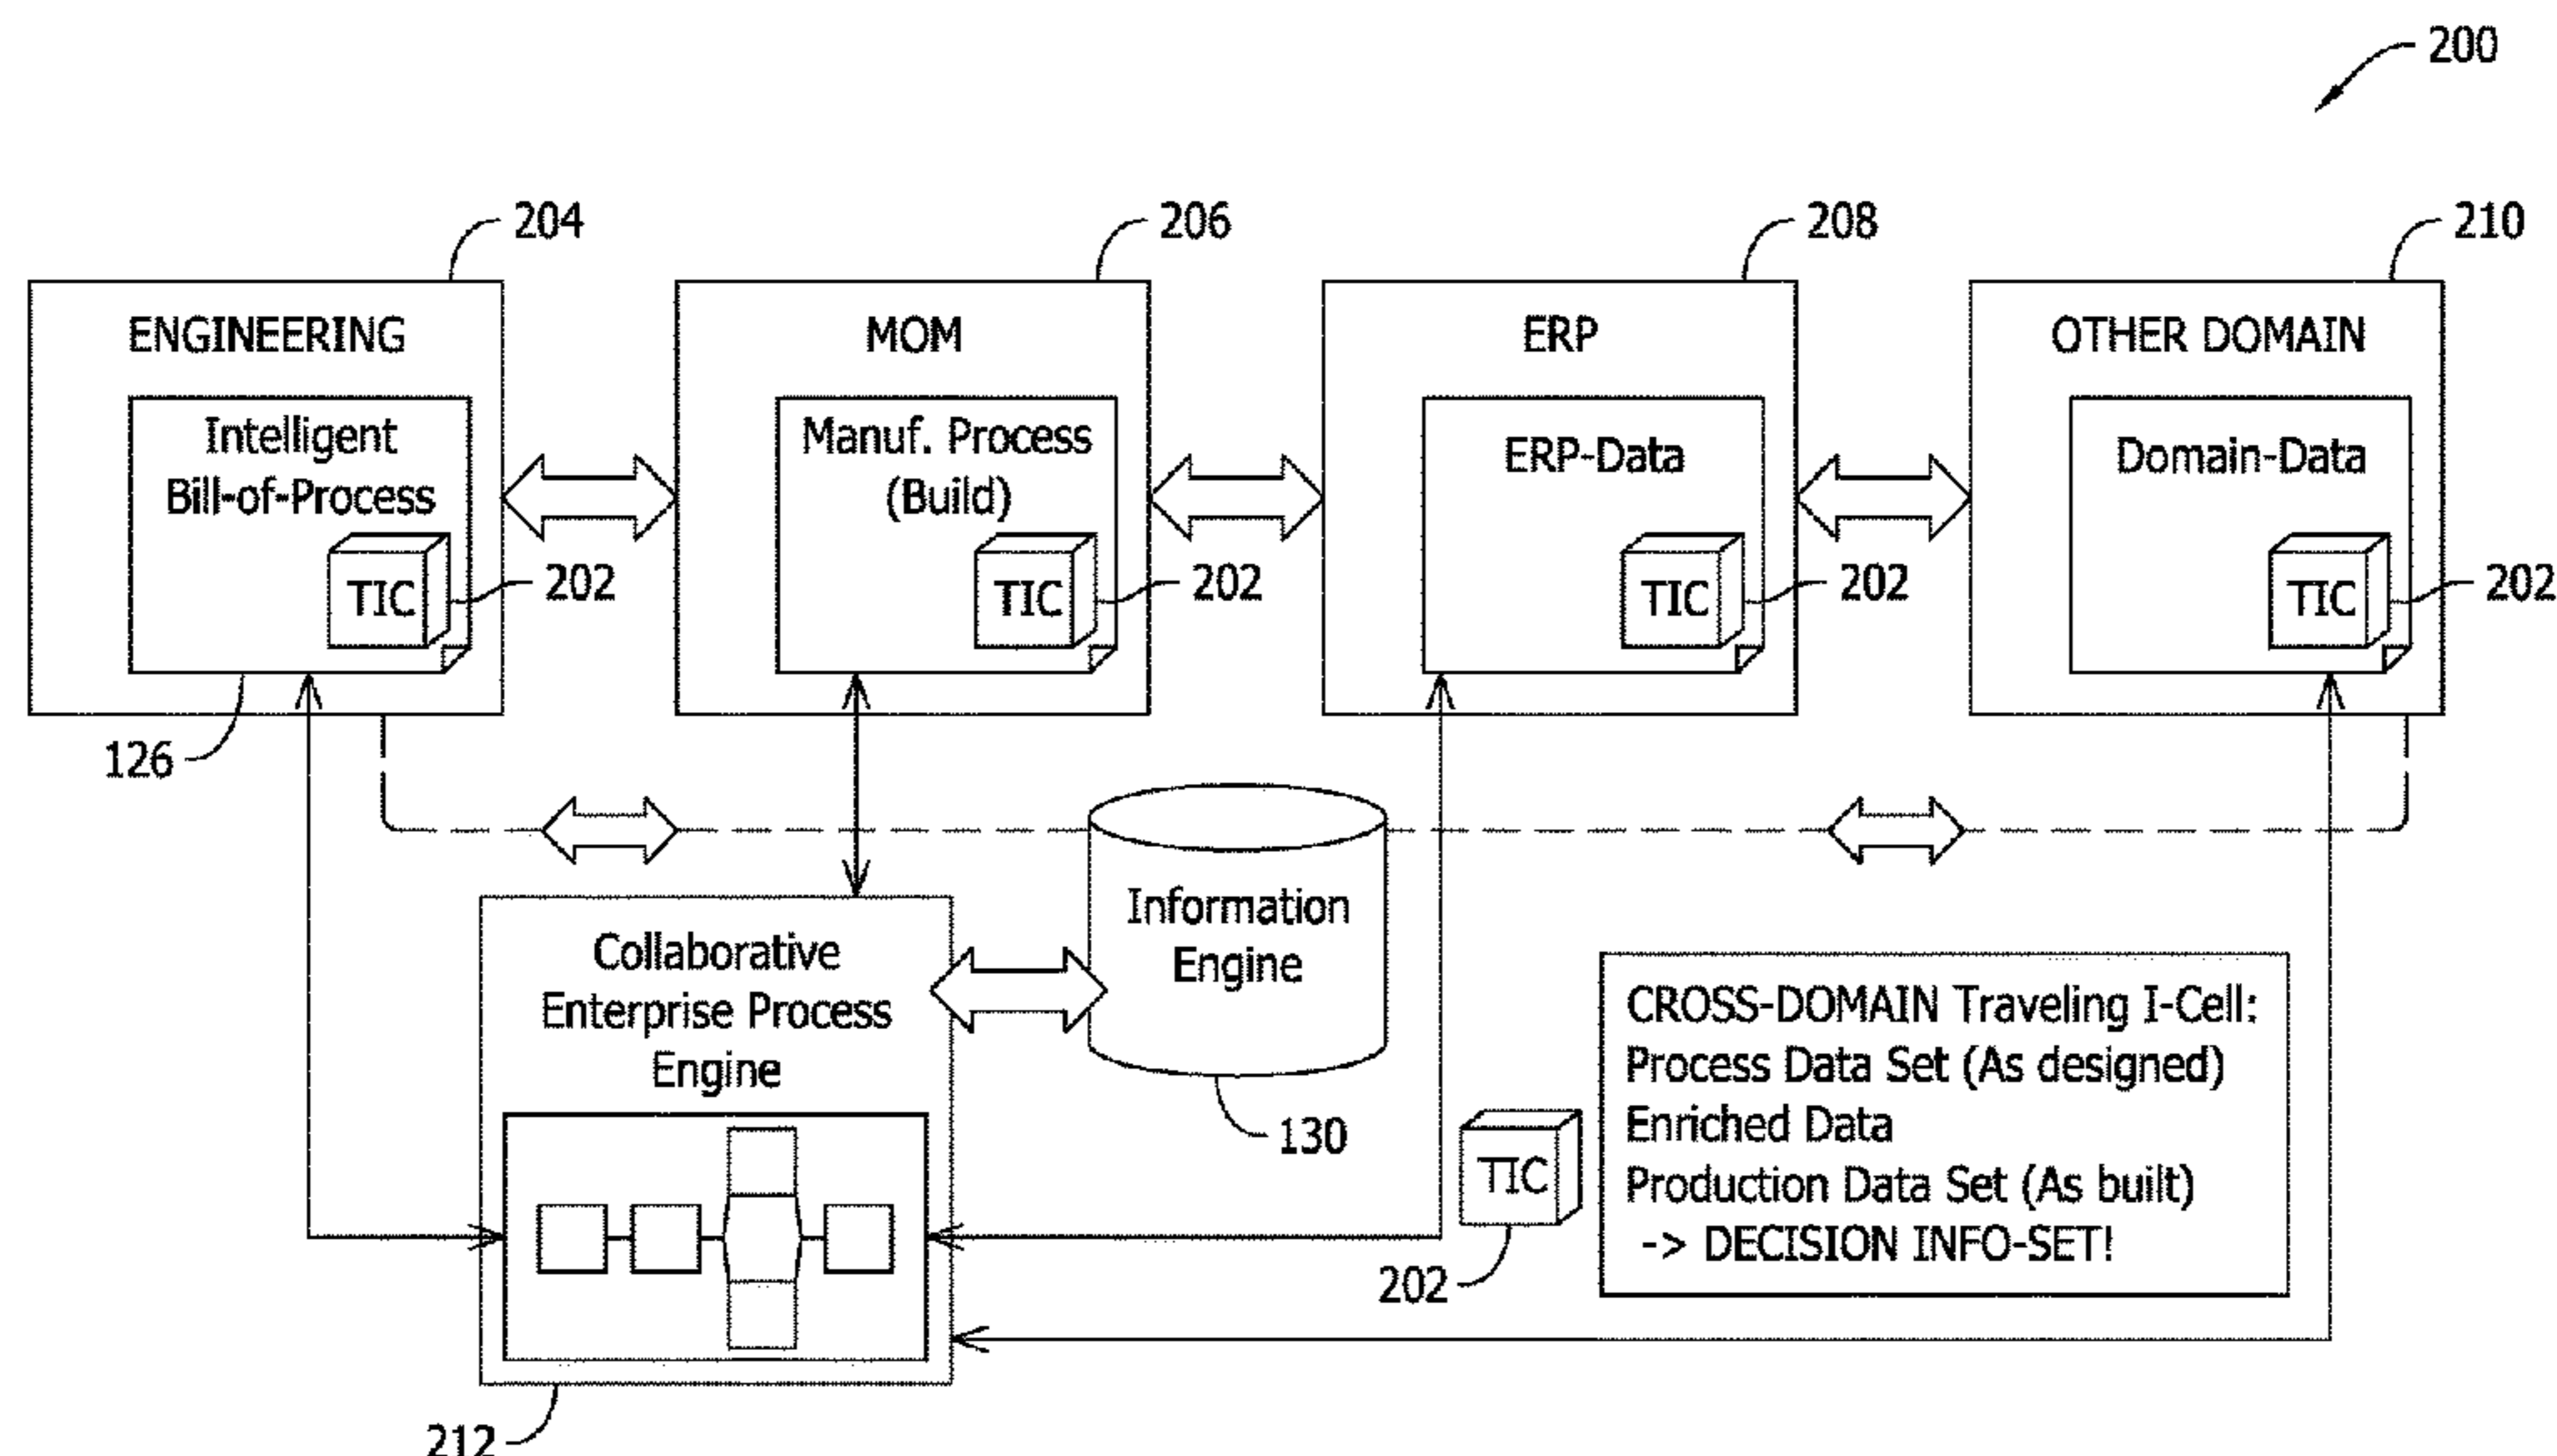 200
204
206
208
210
ENGINEERING
MOM
ERP
OTHER DOMAIN
Intelligent
Bill-of-Process
Manuf. Process
(Build)
ERP-Data
Domain-Data
TIC
202
TIC
202
TIC
202
TIC
202
126
Information
Engine
130
Collaborative
Enterprise Process
Engine
212
TIC
202
CROSS-DOMAIN Traveling I-Cell:
Process Data Set (As designed)
Enriched Data
Production Data Set (As built)
-> DECISION INFO-SET!